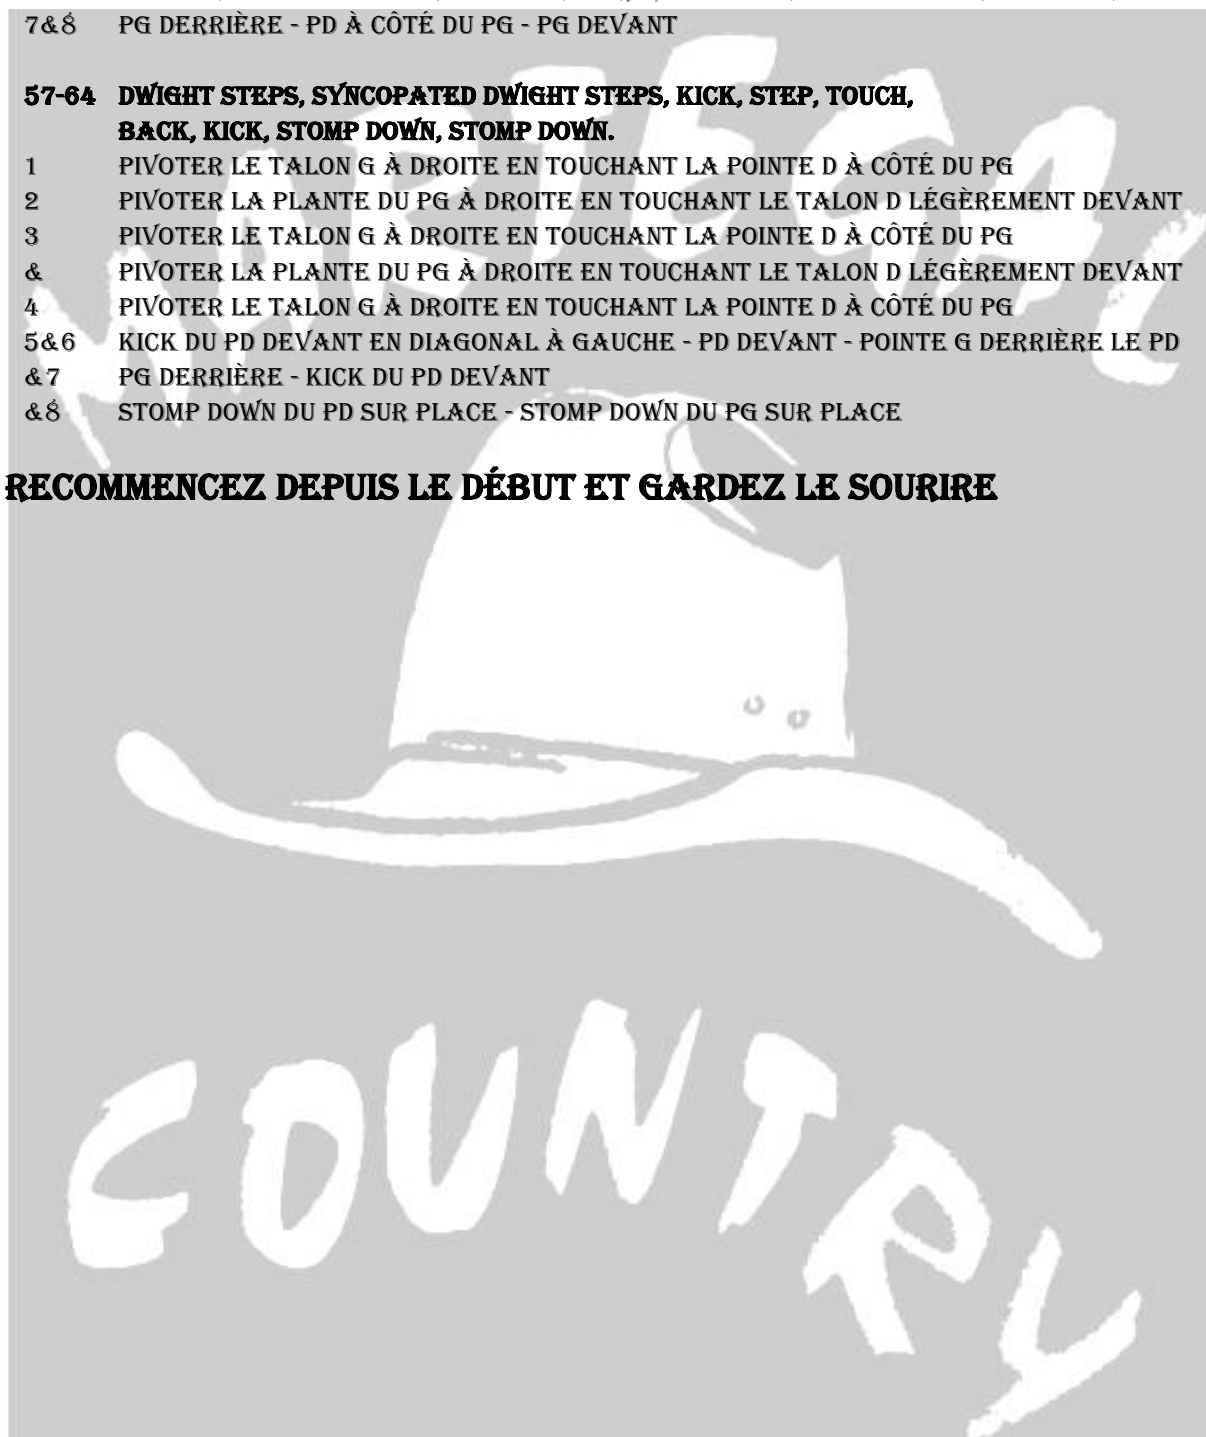 7&8 PG DERRIÈRE - PD À CÔTÉ DU PG - PG DEVANT
57-64 DWIGHT STEPS, SYNCOPATED DWIGHT STEPS, KICK, STEP, TOUCH,
BACK, KICK, STOMP DOWN, STOMP DOWN.
1 PIVOTER LE TALON G À DROITE EN TOUCHANT LA POINTE D À CÔTÉ DU PG
2 PIVOTER LA PLANTE DU PG À DROITE EN TOUCHANT LE TALON D LÉGÈREMENT DEVANT
3 PIVOTER LE TALON G À DROITE EN TOUCHANT LA POINTE D À CÔTÉ DU PG
& PIVOTER LA PLANTE DU PG À DROITE EN TOUCHANT LE TALON D LÉGÈREMENT DEVANT
4 PIVOTER LE TALON G À DROITE EN TOUCHANT LA POINTE D À CÔTÉ DU PG
5&6 KICK DU PD DEVANT EN DIAGONAL À GAUCHE - PD DEVANT - POINTE G DERRIÈRE LE PD
&7 PG DERRIÈRE - KICK DU PD DEVANT
&8 STOMP DOWN DU PD SUR PLACE - STOMP DOWN DU PG SUR PLACE
RECOMMENCEZ DEPUIS LE DÉBUT ET GARDEZ LE SOURIRE
MARTEGAL
COUNTRY